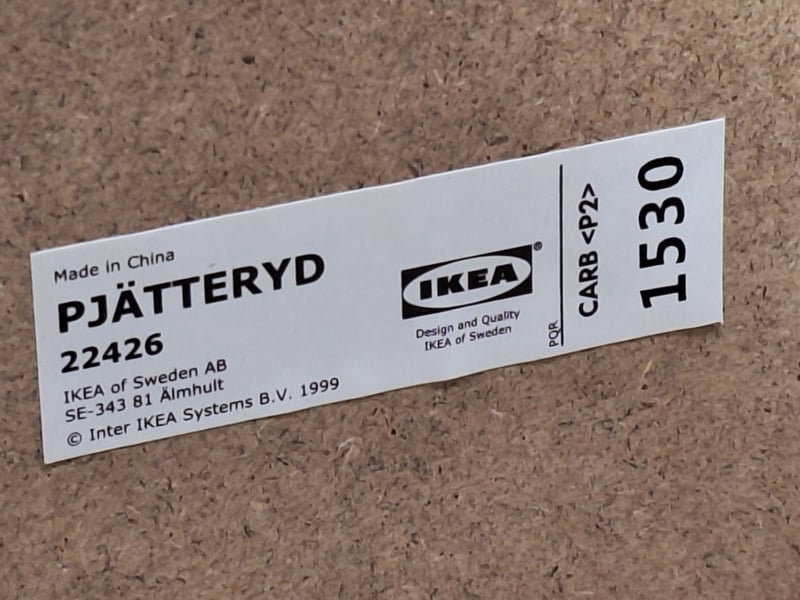 Made in China
PJÄTTERYD
22426
IKEA of Sweden AB
SE-343 81 Älmhult
© Inter IKEA Systems B.V. 1999
IKEA®
Design and Quality
IKEA of Sweden
PQR
CARB <P2>
1530